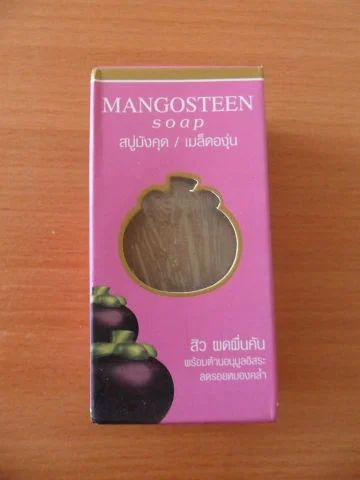 MANGOSTEEN
soap
สบู่มังคุด / เมล็ดองุ่น
สิว ผดผื่นคัน
พร้อมต้านอนุมูลอิสระ
ลดรอยหมองคล้ำ